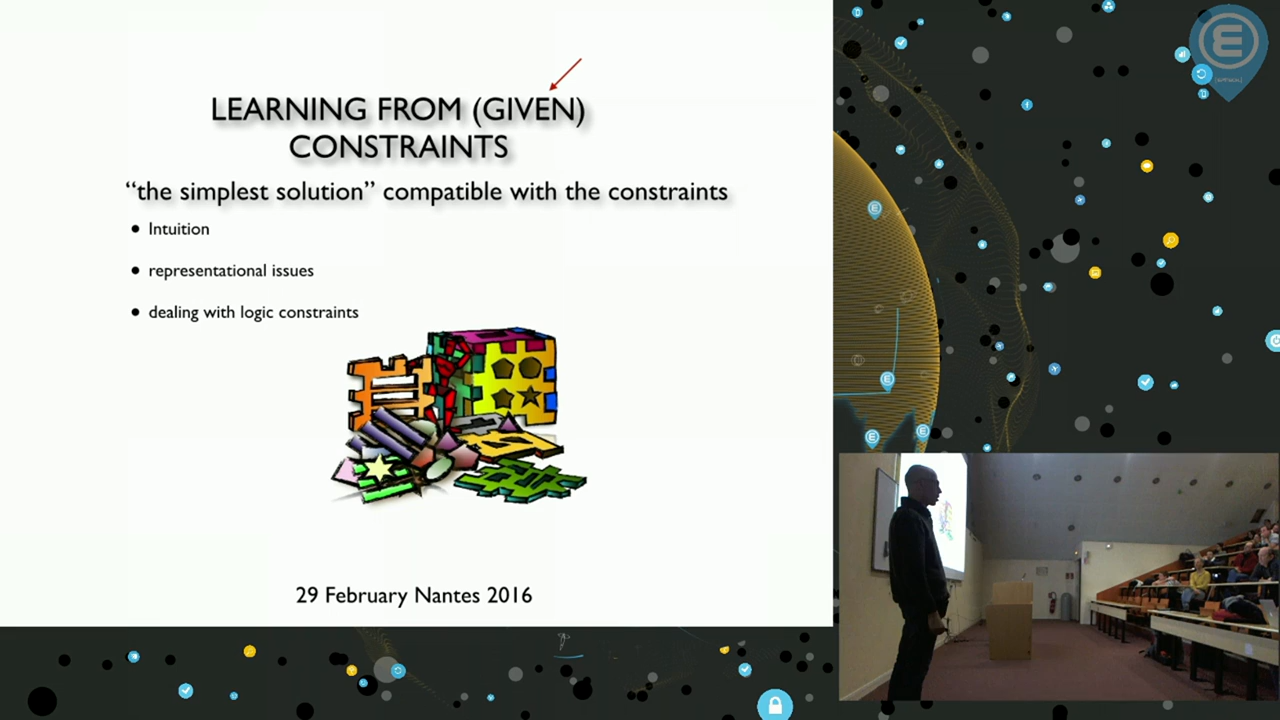 LEARNING FROM (GIVEN)
CONSTRAINTS
“the simplest solution” compatible with the constraints
• Intuition
• representational issues
• dealing with logic constraints
29 February Nantes 2016